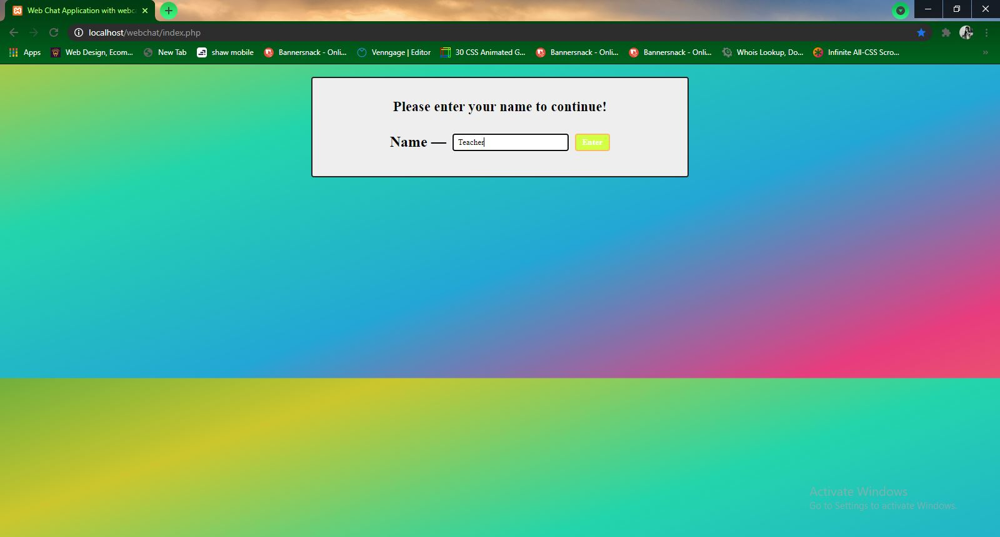 Web Chat Application with webc
localhost/webchat/index.php
Apps
Web Design, Ecom...
New Tab
shaw mobile
Bannersnack - Onli...
Venngage | Editor
30 CSS Animated G...
Bannersnack - Onli...
Bannersnack - Onli...
Whois Lookup, Do...
Infinite All-CSS Scro...
Please enter your name to continue!
Name —
Teacher
Enter
Activate Windows
Go to Settings to activate Windows.